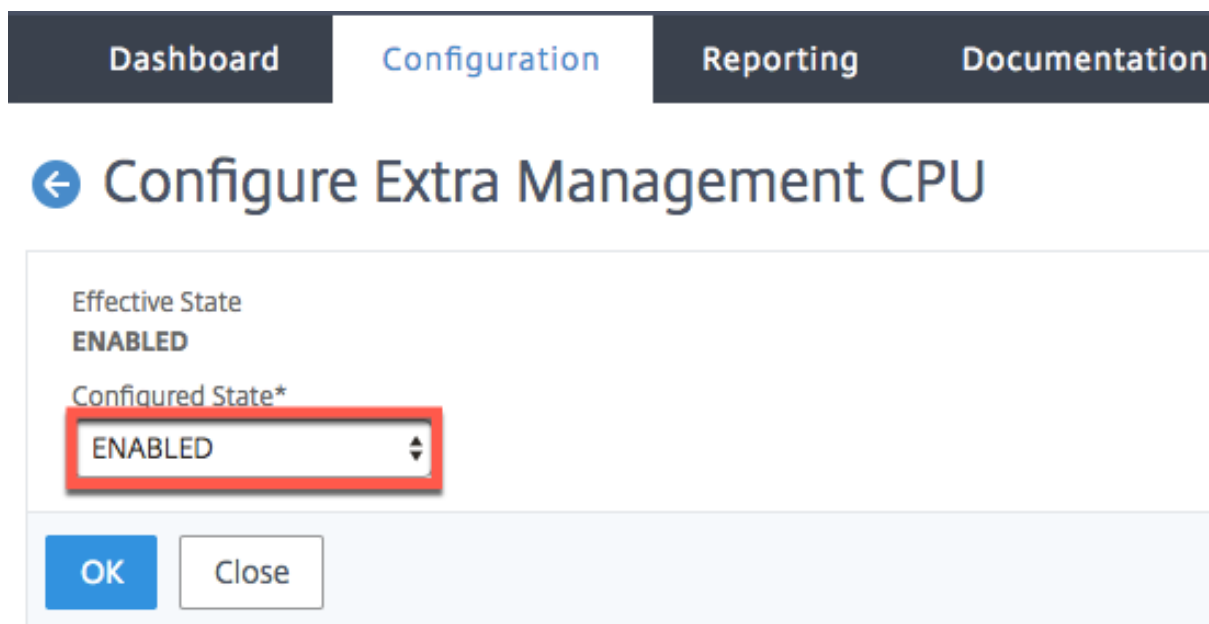 Dashboard Configuration Reporting Documentation
Configure Extra Management CPU
Effective State
ENABLED
Configured State*
ENABLED
OK Close